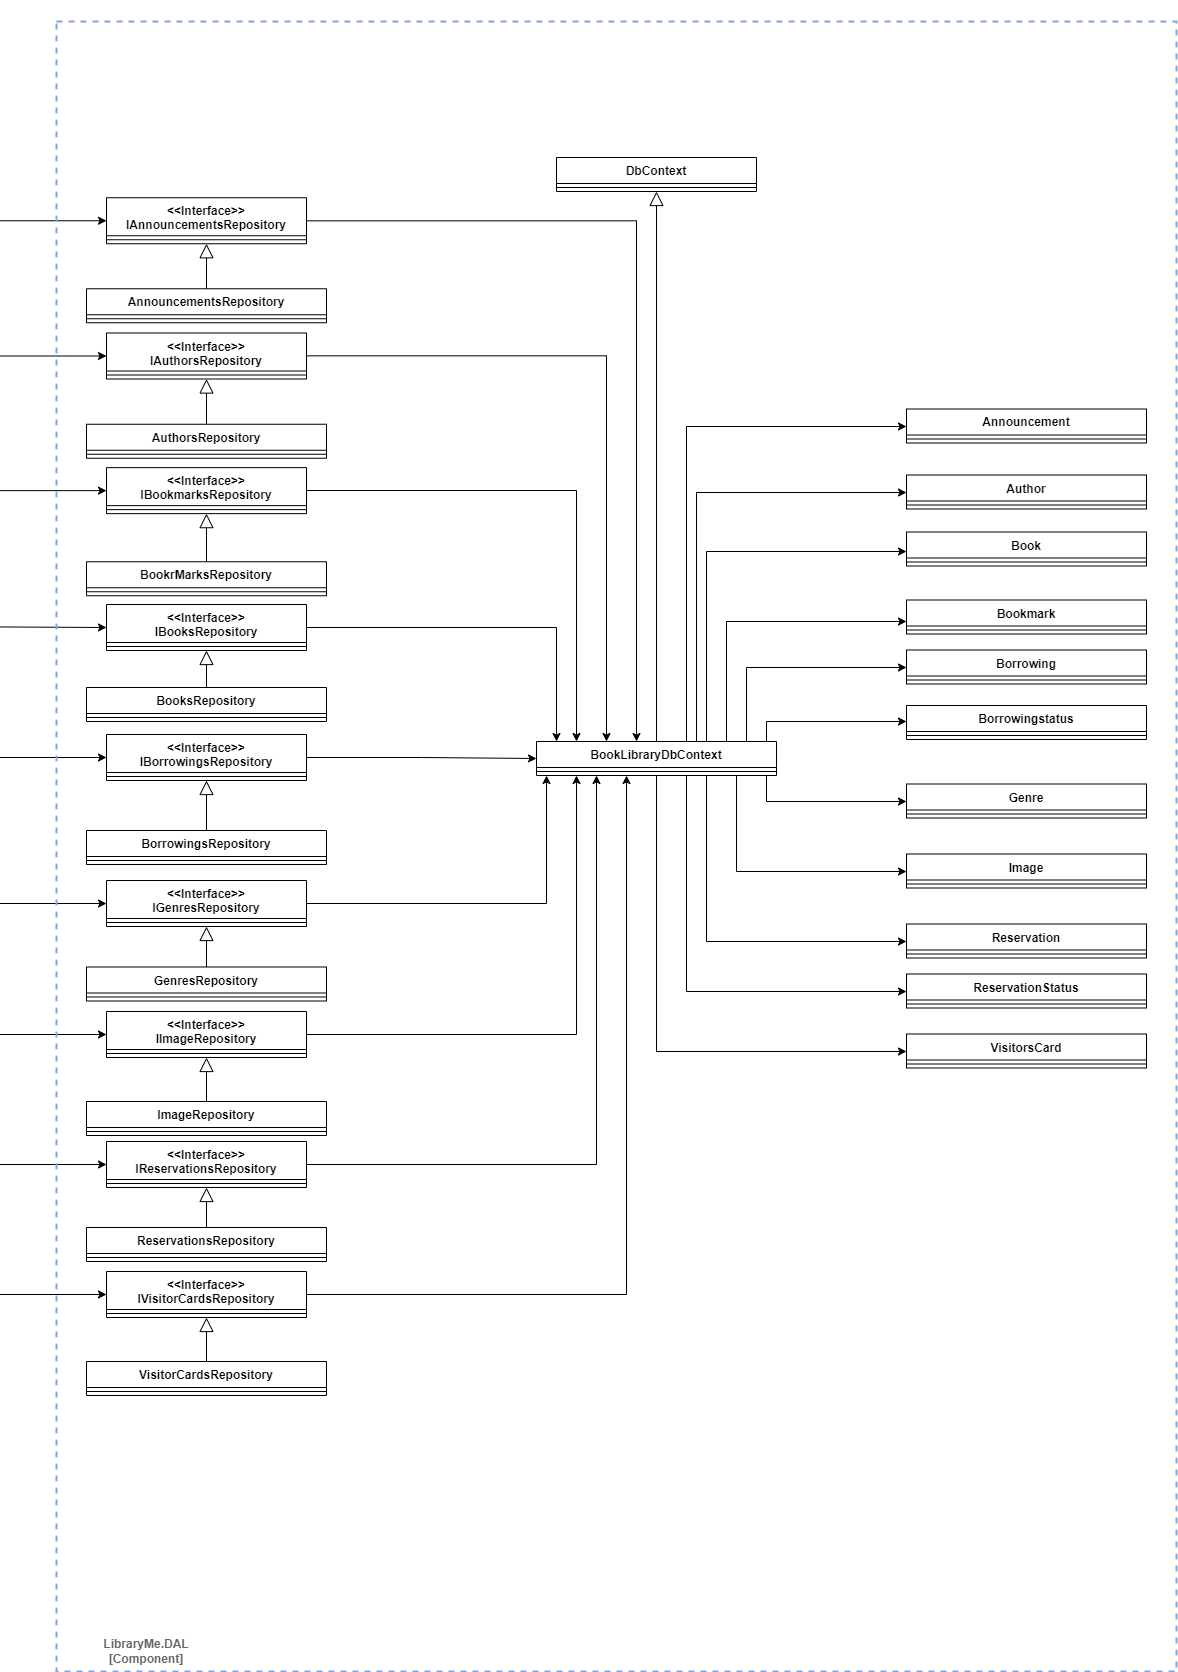 DbContext
<<Interface>>
IAnnouncementsRepository
AnnouncementsRepository
<<Interface>>
IAuthorsRepository
AuthorsRepository
<<Interface>>
IBookmarksRepository
BookrMarksRepository
<<Interface>>
IBooksRepository
BooksRepository
<<Interface>>
IBorrowingsRepository
BorrowingsRepository
<<Interface>>
IGenresRepository
GenresRepository
<<Interface>>
IImageRepository
ImageRepository
<<Interface>>
IReservationsRepository
ReservationsRepository
<<Interface>>
IVisitorCardsRepository
VisitorCardsRepository
BookLibraryDbContext
Announcement
Author
Book
Bookmark
Borrowing
Borrowingstatus
Genre
Image
Reservation
ReservationStatus
VisitorsCard
LibraryMe.DAL
[Component]